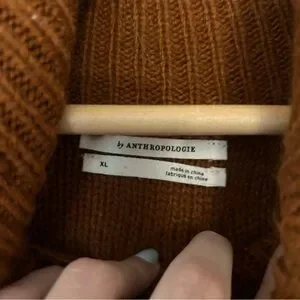 by ANTHROPOLOGIE
XL
made in china
fabriqué en chine